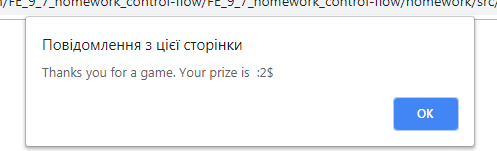 /FE_9_7_homework_control-flow/FE_9_7_homework_control-flow/homework/src/
Повідомлення з цієї сторінки
Thanks you for a game. Your prize is :2$
OK